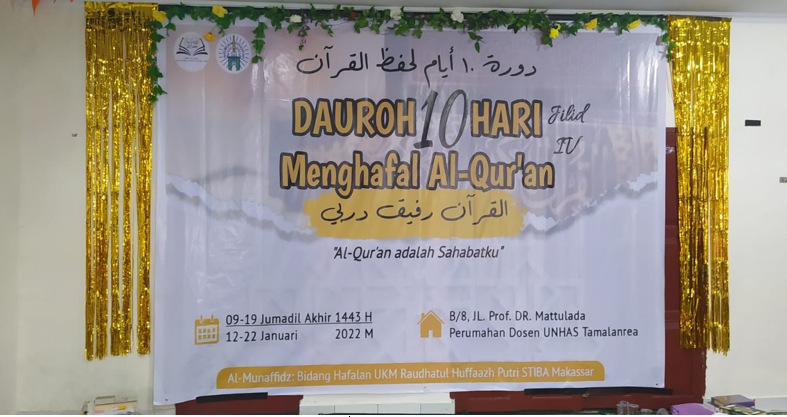 دورة ١٠ أيام لحفظ القرآن
DAUROH 10 HARI Jilid IV
Menghafal Al-Qur'an
القرآن رفيق دربي
"Al-Qur'an adalah Sahabatku"
09-19 Jumadil Akhir 1443 H
12-22 Januari 2022 M
B/8, JL. Prof. DR. Mattulada
Perumahan Dosen UNHAS Tamalanrea
Al-Munaffidz: Bidang Hafalan UKM Raudhatul Huffaazh Putri STIBA Makassar